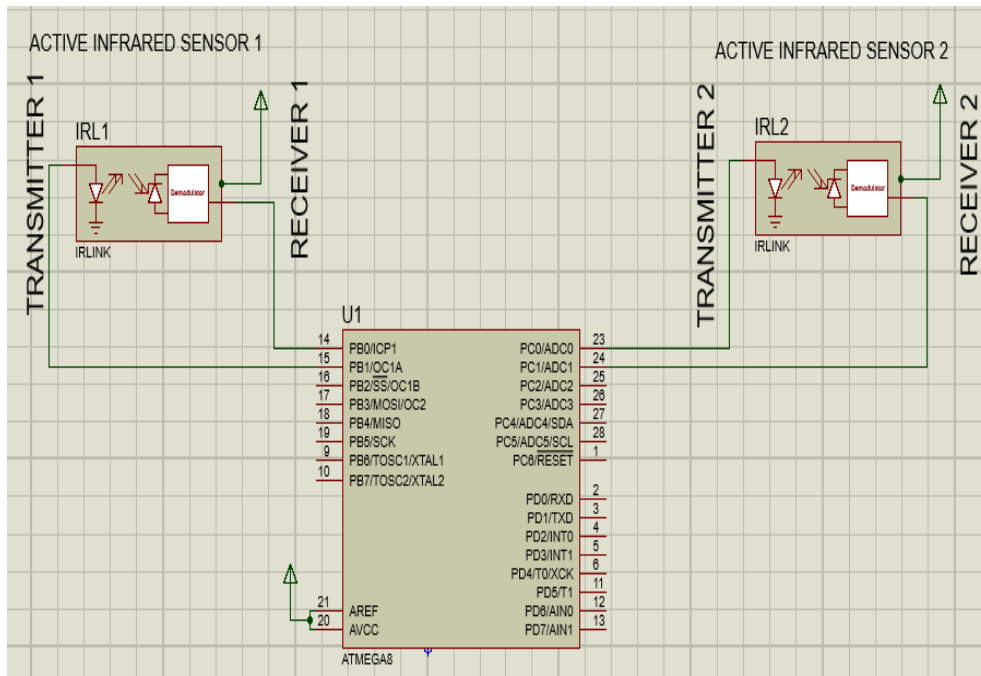 ACTIVE INFRARED SENSOR 1
ACTIVE INFRARED SENSOR 2
TRANSMITTER 1
IRL1
Demodulator
IRLINK
RECEIVER 1
TRANSMITTER 2
IRL2
Demodulator
IRLINK
RECEIVER 2
U1
14 PB0/ICP1 PC0/ADC0 23
15 PB1/OC1A PC1/ADC1 24
16 PB2/SS/OC1B PC2/ADC2 25
17 PB3/MOSI/OC2 PC3/ADC3 26
18 PB4/MISO PC4/ADC4/SDA 27
19 PB5/SCK PC5/ADC5/SCL 28
9 PB6/TOSC1/XTAL1 PC6/RESET 1
10 PB7/TOSC2/XTAL2
PD0/RXD 2
PD1/TXD 3
PD2/INT0 4
PD3/INT1 5
PD4/T0/XCK 6
PD5/T1 11
21 AREF PD6/AIN0 12
20 AVCC PD7/AIN1 13
ATMEGA8